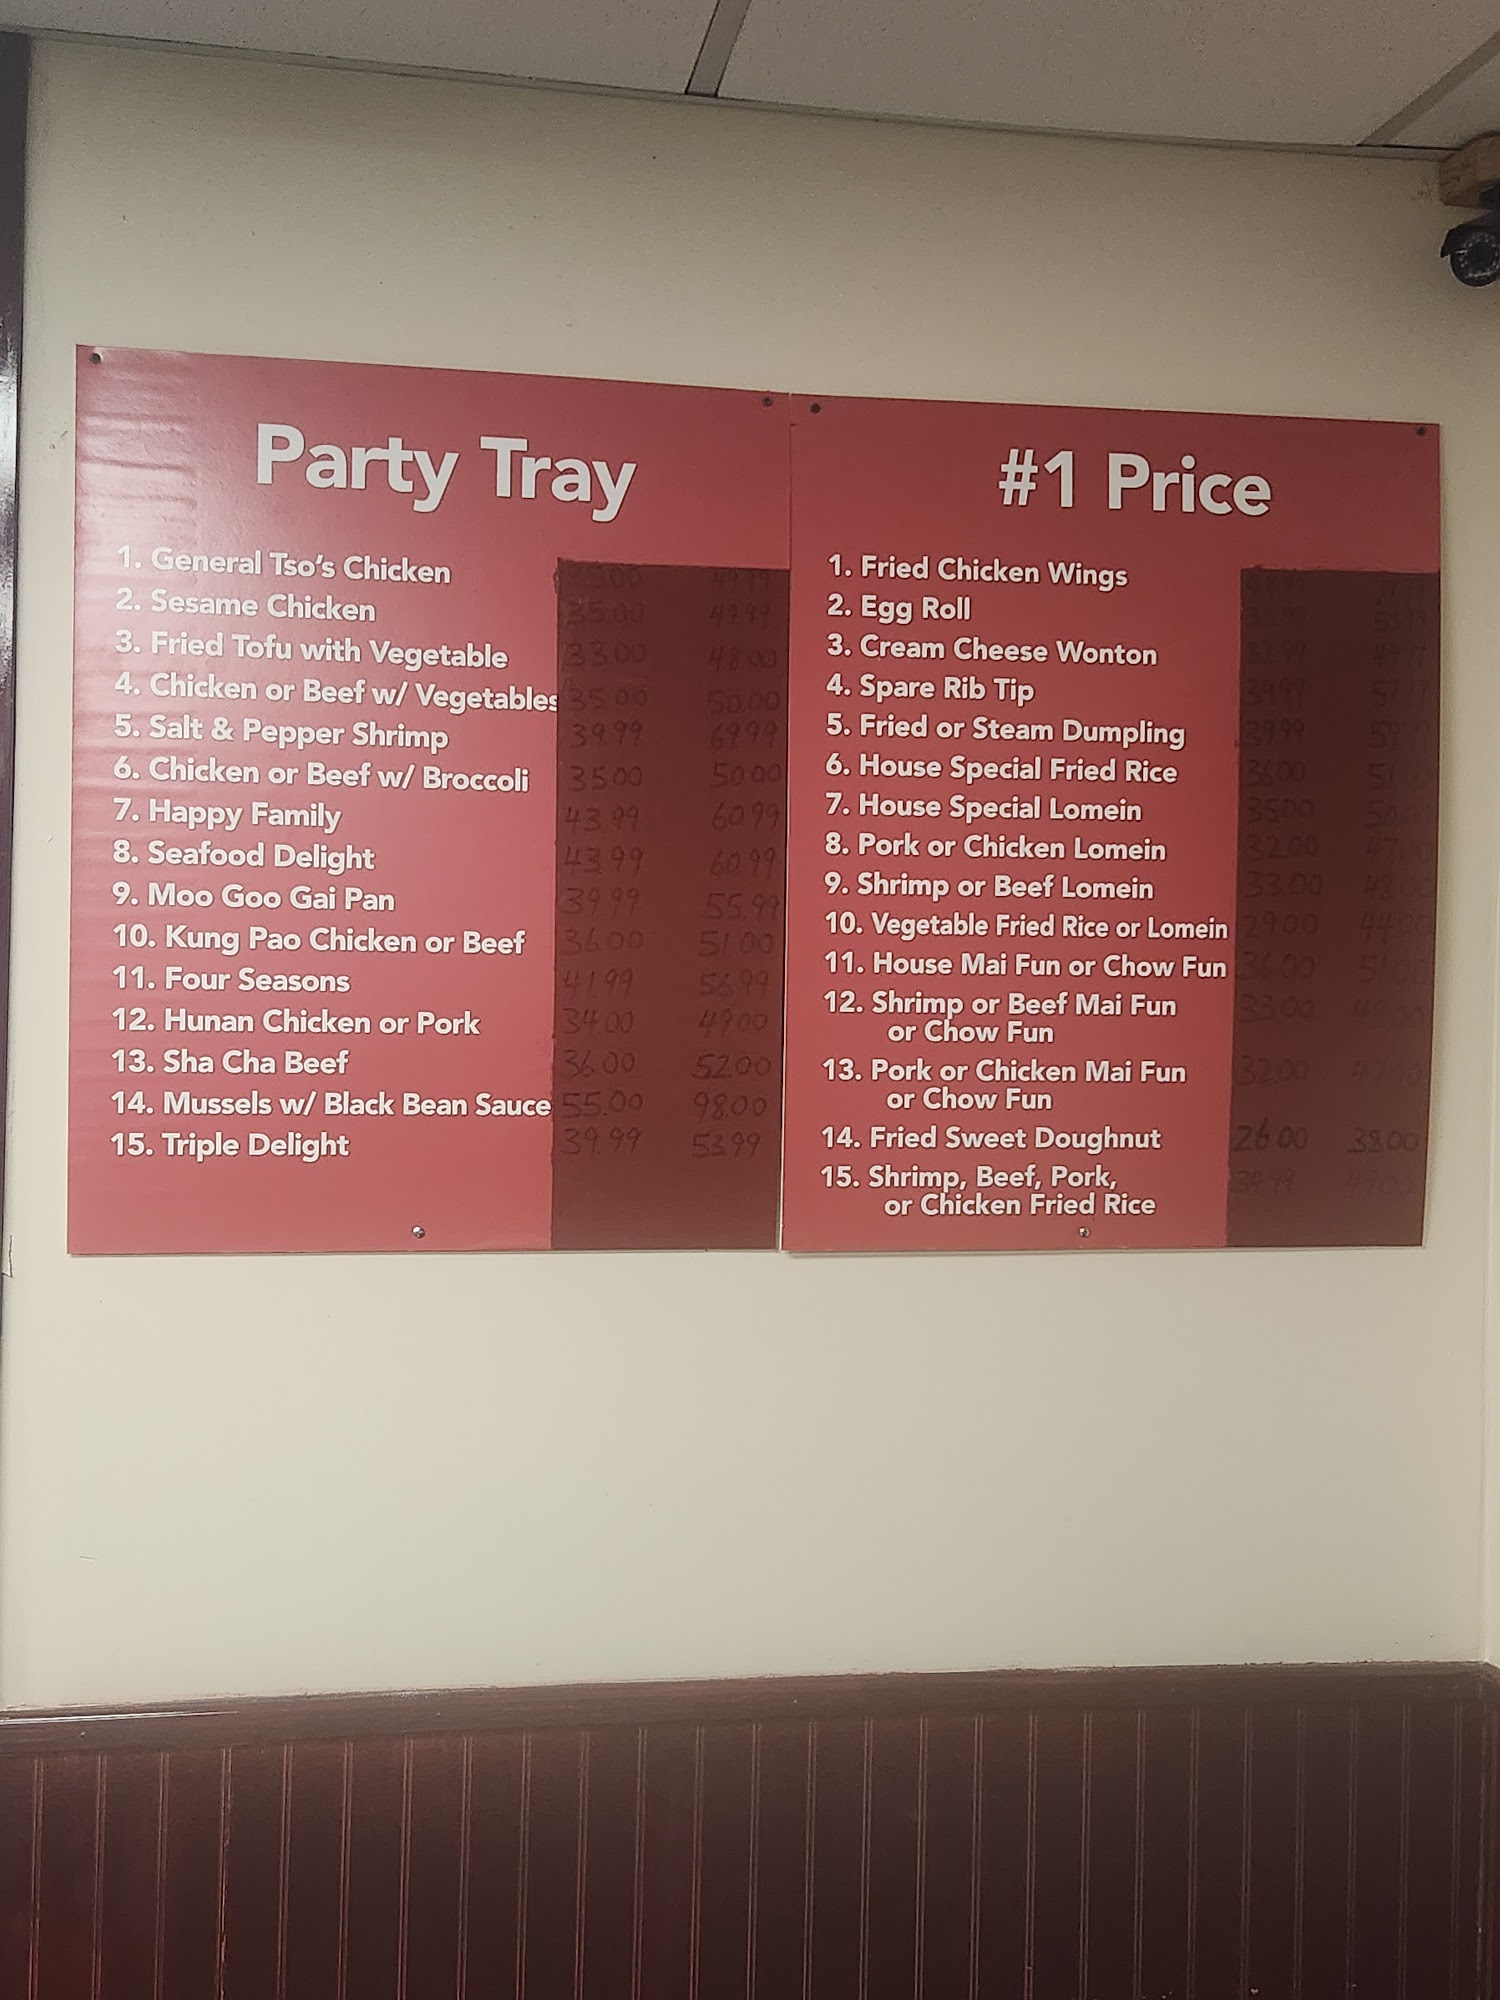 Party Tray
1. General Tso's Chicken 49.99
2. Sesame Chicken 35.00 49.99
3. Fried Tofu with Vegetable 33.00 48.00
4. Chicken or Beef w/ Vegetables 35.00 50.00
5. Salt & Pepper Shrimp 39.99 69.99
6. Chicken or Beef w/ Broccoli 35.00 50.00
7. Happy Family 43.99 60.99
8. Seafood Delight 43.99 60.99
9. Moo Goo Gai Pan 39.99 55.99
10. Kung Pao Chicken or Beef 36.00 51.00
11. Four Seasons 41.99 56.99
12. Hunan Chicken or Pork 34.00 49.00
13. Sha Cha Beef 36.00 52.00
14. Mussels w/ Black Bean Sauce 55.00 98.00
15. Triple Delight 39.99 53.99
#1 Price
1. Fried Chicken Wings
2. Egg Roll
3. Cream Cheese Wonton
4. Spare Rib Tip 39.99
5. Fried or Steam Dumpling 39.99
6. House Special Fried Rice 36.00
7. House Special Lomein 35.00
8. Pork or Chicken Lomein 32.00
9. Shrimp or Beef Lomein 33.00 48.00
10. Vegetable Fried Rice or Lomein 29.00 44.00
11. House Mai Fun or Chow Fun 36.00 51.00
12. Shrimp or Beef Mai Fun 33.00
or Chow Fun
13. Pork or Chicken Mai Fun 32.00
or Chow Fun
14. Fried Sweet Doughnut 26.00 38.00
15. Shrimp, Beef, Pork, 34.99
or Chicken Fried Rice